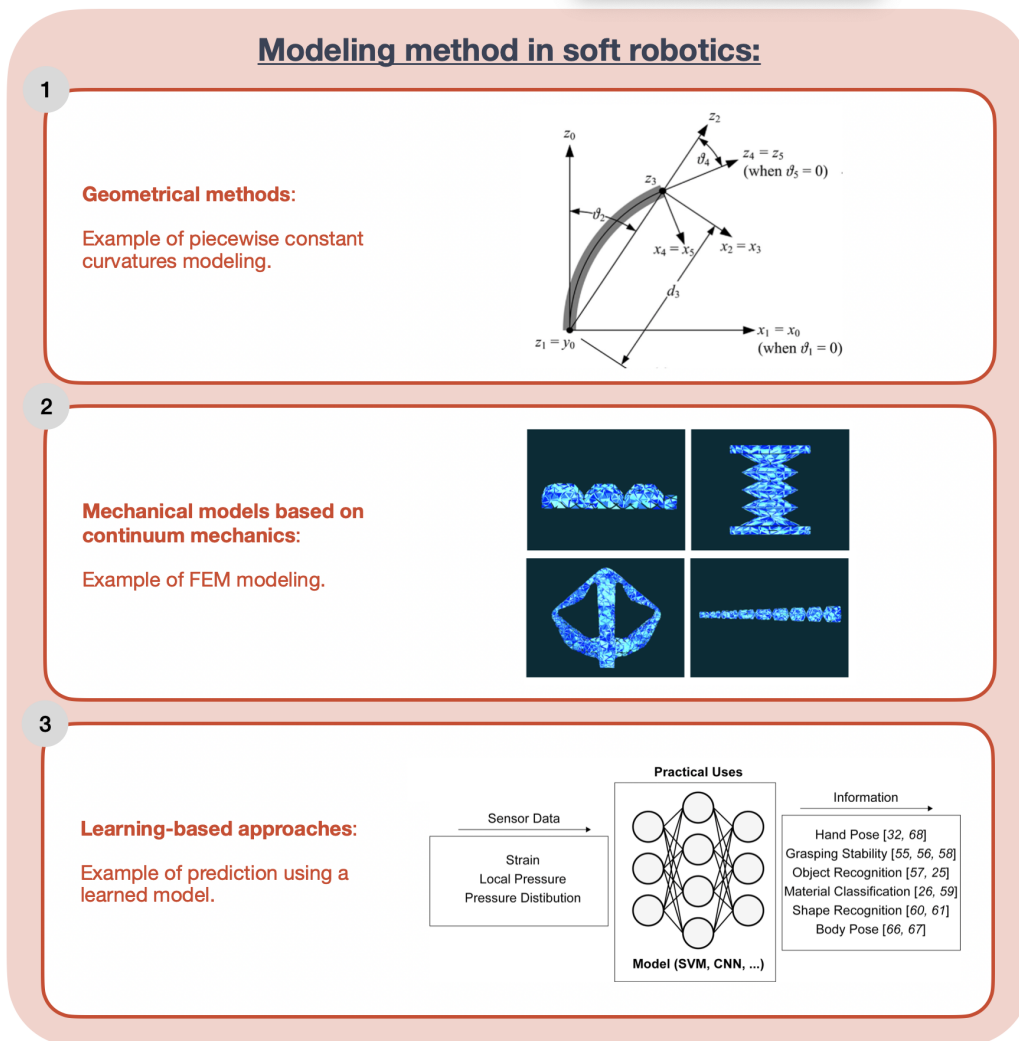 Modeling method in soft robotics:
1
Geometrical methods:
Example of piecewise constant
curvatures modeling.
z₀
z₂
ϑ₄
z₄ = z₅
(when ϑ₅ = 0)
z₃
ϑ₂
x₄ = x₅
x₂ = x₃
d₃
x₁ = x₀
(when ϑ₁ = 0)
z₁ = y₀
2
Mechanical models based on
continuum mechanics:
Example of FEM modeling.
3
Learning-based approaches:
Example of prediction using a
learned model.
Sensor Data
Strain
Local Pressure
Pressure Distibution
Practical Uses
Model (SVM, CNN, ...)
Information
Hand Pose [32, 68]
Grasping Stability [55, 56, 58]
Object Recognition [57, 25]
Material Classification [26, 59]
Shape Recognition [60, 61]
Body Pose [66, 67]